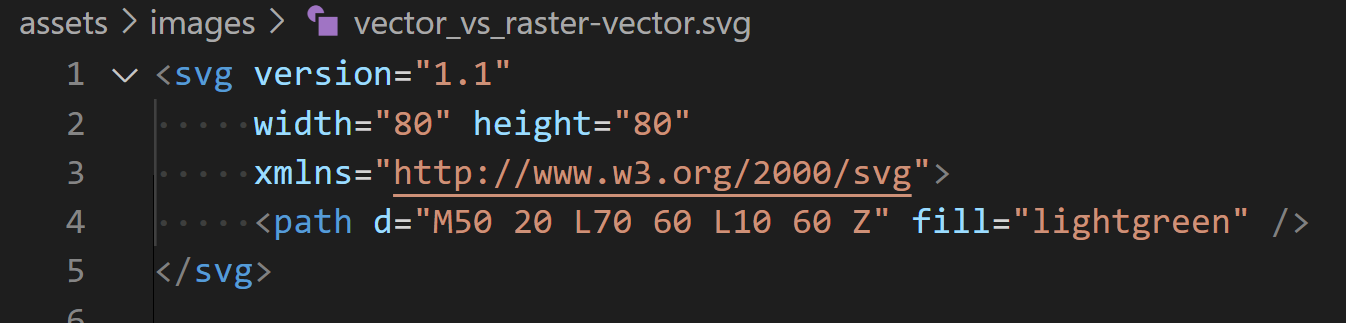 assets > images > vector_vs_raster-vector.svg
1 <svg version="1.1"
2 width="80" height="80"
3 xmlns="http://www.w3.org/2000/svg">
4 <path d="M50 20 L70 60 L10 60 Z" fill="lightgreen" />
5 </svg>
6